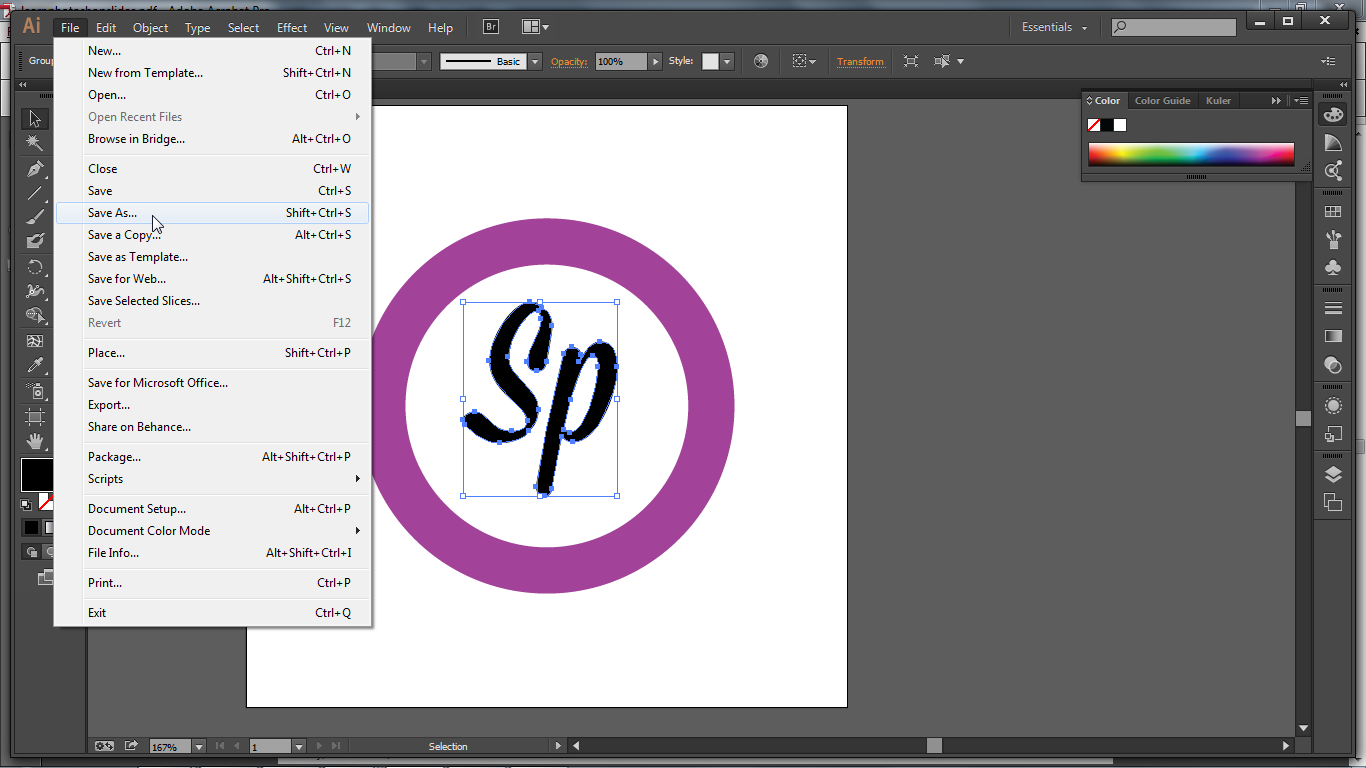 Ai File Edit Object Type Select Effect View Window Help Br Essentials
Basic Opacity: 100% Style: Transform
New... Ctrl+N
New from Template... Shift+Ctrl+N
Open... Ctrl+O
Open Recent Files
Browse in Bridge... Alt+Ctrl+O
Close Ctrl+W
Save Ctrl+S
Save As... Shift+Ctrl+S
Save a Copy... Alt+Ctrl+S
Save as Template...
Save for Web... Alt+Shift+Ctrl+S
Save Selected Slices...
Revert F12
Place... Shift+Ctrl+P
Save for Microsoft Office...
Export...
Share on Behance...
Package... Alt+Shift+Ctrl+P
Scripts
Document Setup... Alt+Ctrl+P
Document Color Mode
File Info... Alt+Shift+Ctrl+I
Print... Ctrl+P
Exit Ctrl+Q
Color Color Guide Kuler
Sp
167% 1 Selection